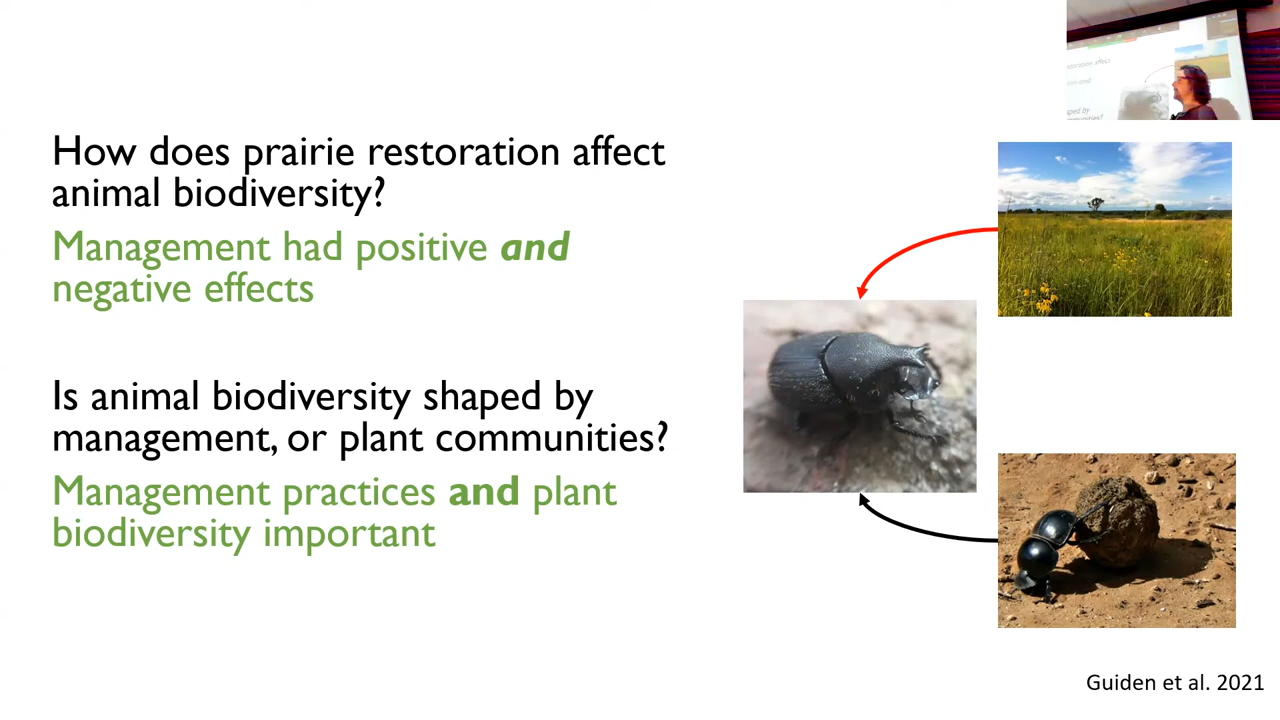 How does prairie restoration affect
animal biodiversity?
Management had positive and
negative effects
Is animal biodiversity shaped by
management, or plant communities?
Management practices and plant
biodiversity important
Guiden et al. 2021